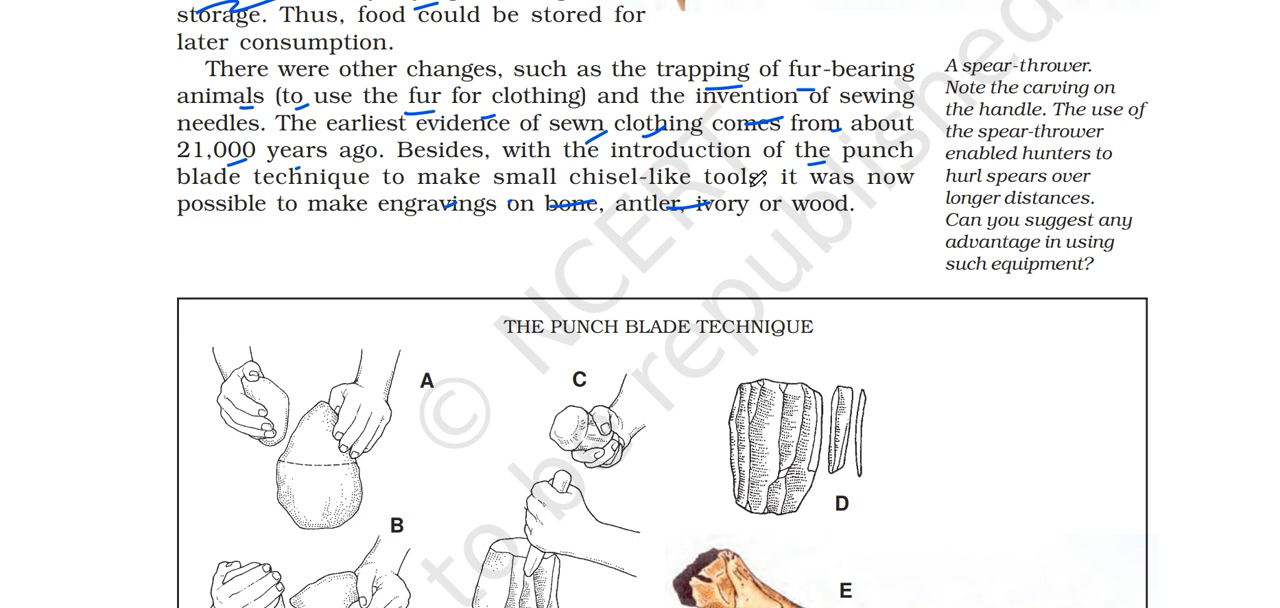 storage. Thus, food could be stored for
later consumption.
There were other changes, such as the trapping of fur-bearing
animals (to use the fur for clothing) and the invention of sewing
needles. The earliest evidence of sewn clothing comes from about
21,000 years ago. Besides, with the introduction of the punch
blade technique to make small chisel-like tools, it was now
possible to make engravings on bone, antler, ivory or wood.
A spear-thrower.
Note the carving on
the handle. The use of
the spear-thrower
enabled hunters to
hurl spears over
longer distances.
Can you suggest any
advantage in using
such equipment?
THE PUNCH BLADE TECHNIQUE
A
C
D
B
E
© NCERT
to be republished